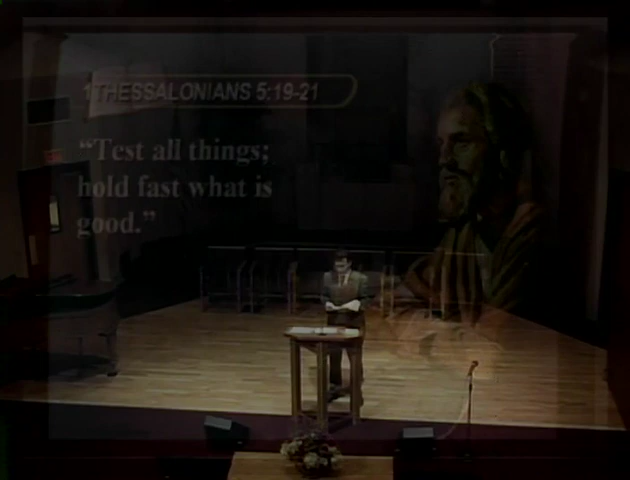 1 THESSALONIANS 5:19-21
“Test all things;
hold fast what is
good.”